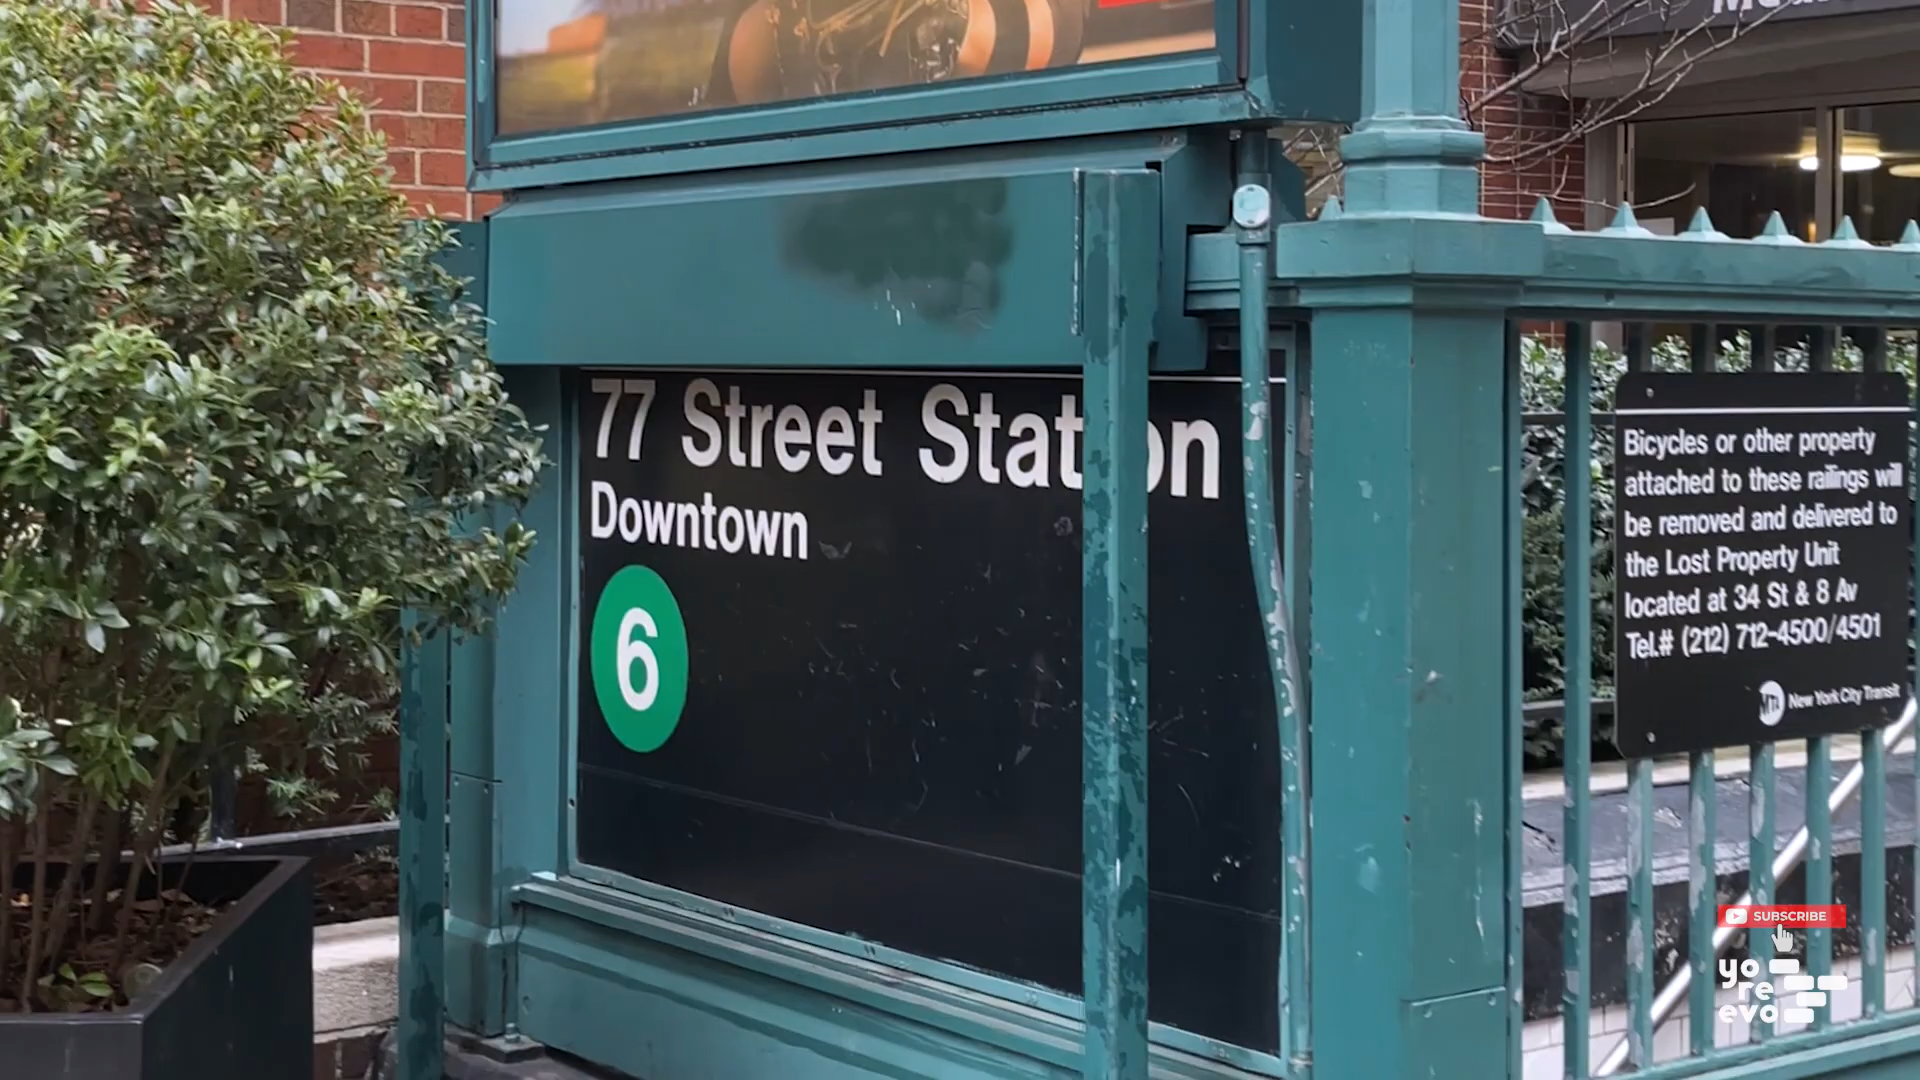 77 Street Station
Downtown
6
Bicycles or other property
attached to these railings will
be removed and delivered to
the Lost Property Unit
located at 34 St & 8 Av
Tel.# (212) 712-4500/4501
MTA New York City Transit
SUBSCRIBE
yo
re
evo